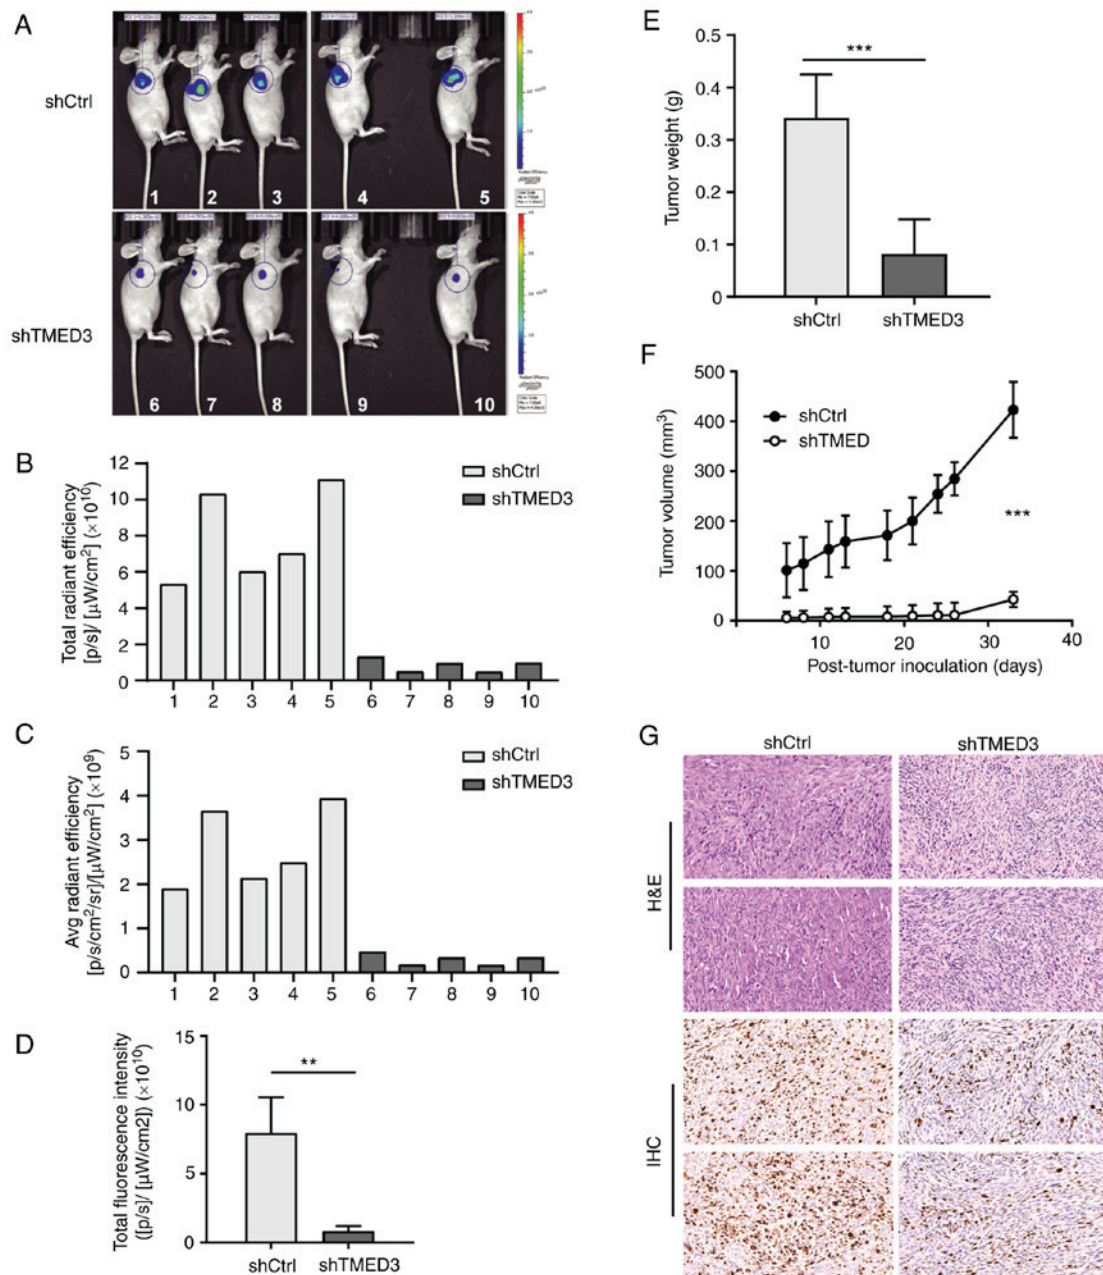 A
shCtrl
1 2 3 4 5
shTMED3
6 7 8 9 10
B
Total radiant efficiency
[p/s]/ [µW/cm²] (×10¹⁰)
12
10
8
6
4
2
0
shCtrl
shTMED3
1 2 3 4 5 6 7 8 9 10
C
Avg radiant efficiency
[p/s/cm²/sr]/[µW/cm²] (×10⁹)
5
4
3
2
1
0
shCtrl
shTMED3
1 2 3 4 5 6 7 8 9 10
D
Total fluorescence intensity
([p/s]/ [µW/cm2]) (×10¹⁰)
15
10
5
0
**
shCtrl shTMED3
E
Tumor weight (g)
0.5
0.4
0.3
0.2
0.1
0
***
shCtrl shTMED3
F
Tumor volume (mm³)
500
400
300
200
100
0
shCtrl
shTMED
***
10 20 30 40
Post-tumor inoculation (days)
G
shCtrl shTMED3
H&E
IHC